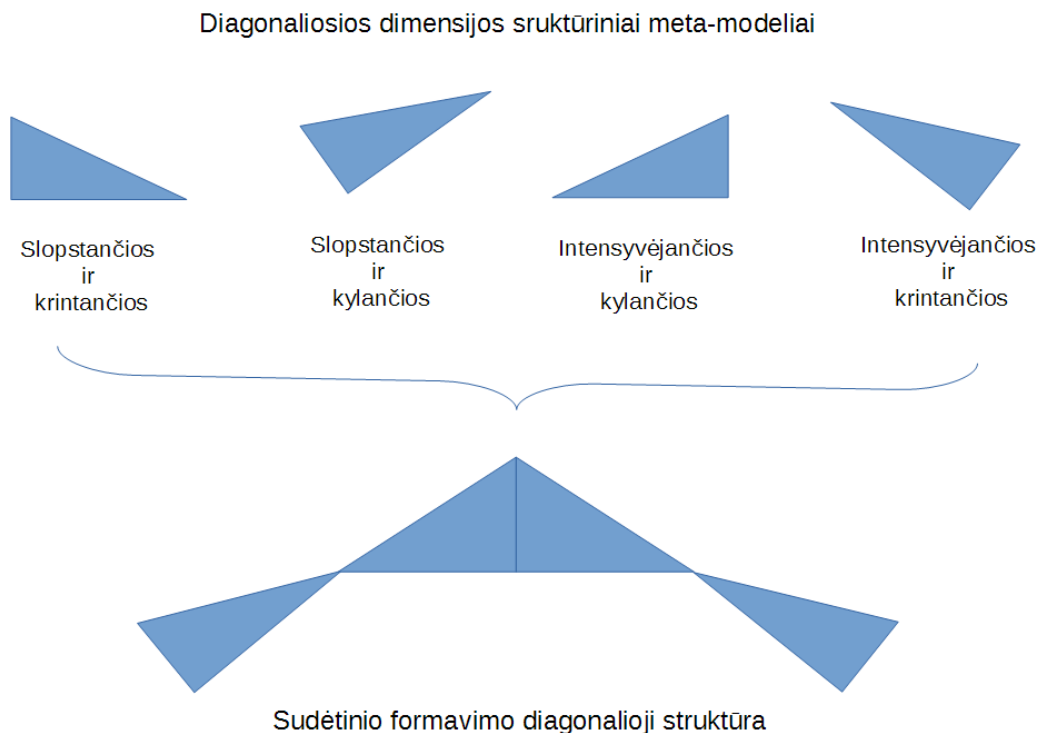 Diagonaliosios dimensijos sruktūriniai meta-modeliai
Slopstančios
ir
krintančios
Slopstančios
ir
kylančios
Intensyvėjančios
ir
kylančios
Intensyvėjančios
ir
krintančios
Sudėtinio formavimo diagonalioji struktūra